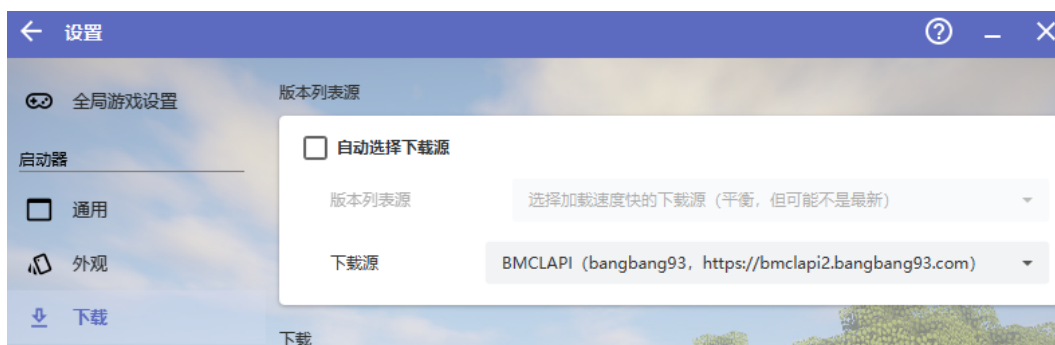 设置
全局游戏设置
启动器
通用
外观
下载
版本列表源
自动选择下载源
版本列表源 选择加载速度快的下载源（平衡，但可能不是最新）
下载源 BMCLAPI（bangbang93，https://bmclapi2.bangbang93.com）
下载